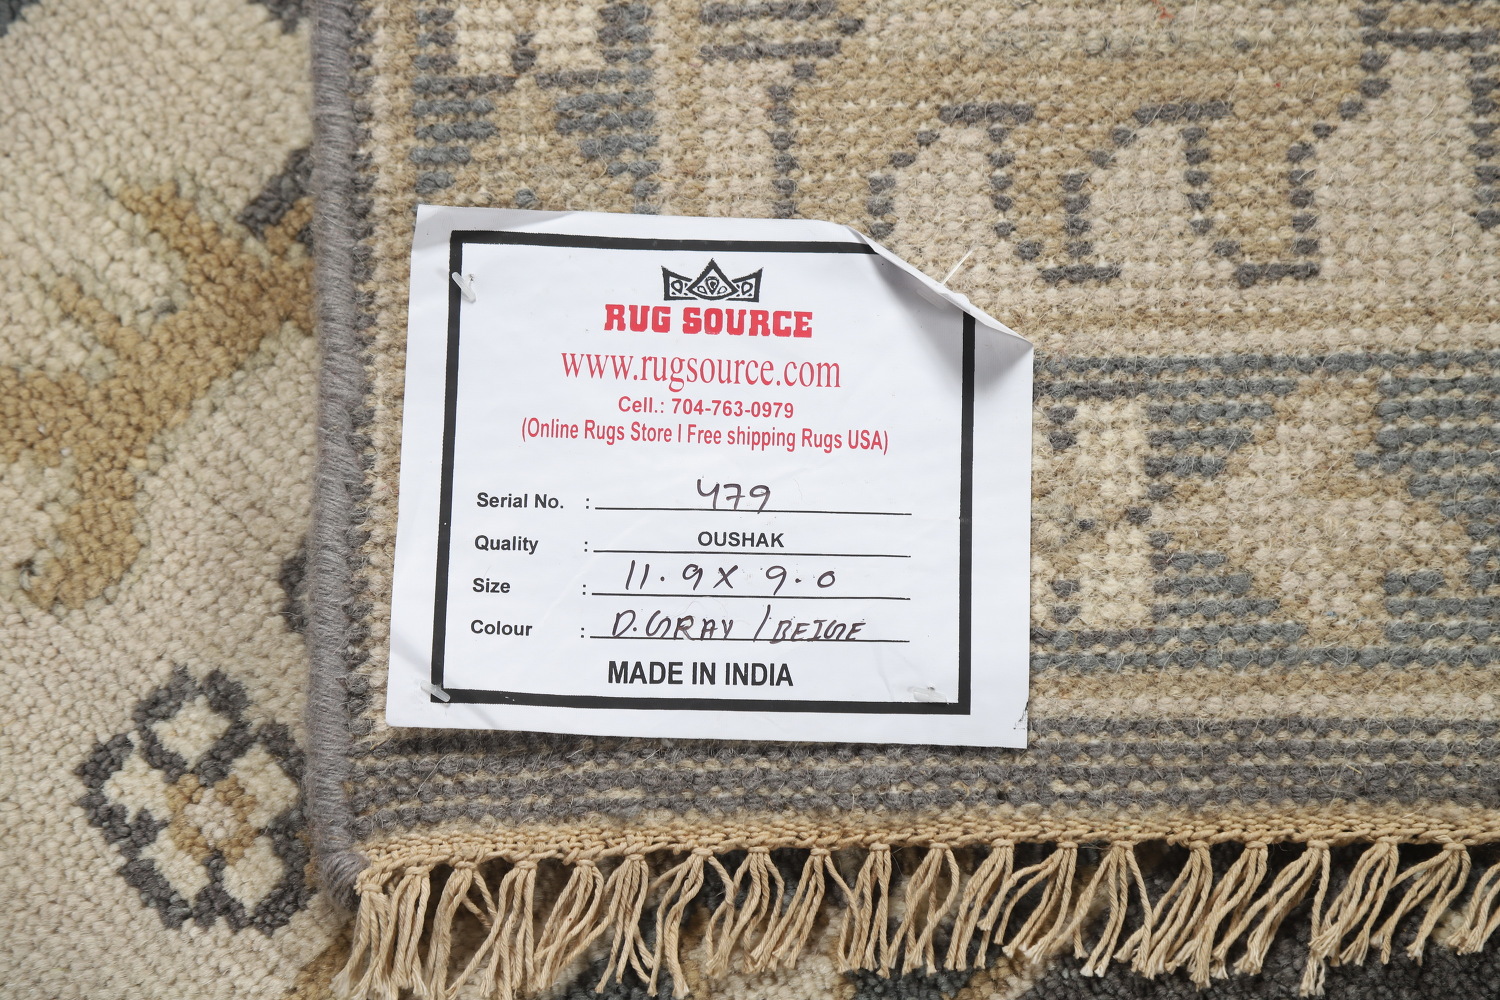 RUG SOURCE
www.rugsource.com
Cell.: 704-763-0979
(Online Rugs Store | Free shipping Rugs USA)
Serial No. : 479
Quality : OUSHAK
Size : 11.9 X 9.0
Colour : D.GRAY / BEIGE
MADE IN INDIA